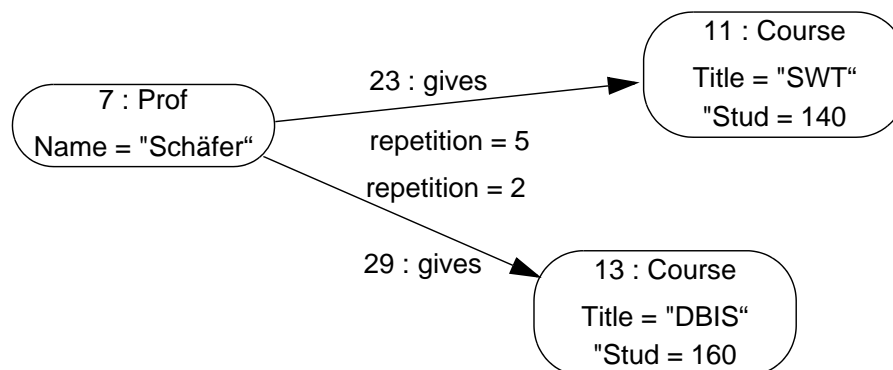 11 : Course
Title = "SWT“
"Stud = 140
23 : gives
7 : Prof
Name = "Schäfer“
repetition = 5
repetition = 2
29 : gives
13 : Course
Title = "DBIS“
"Stud = 160